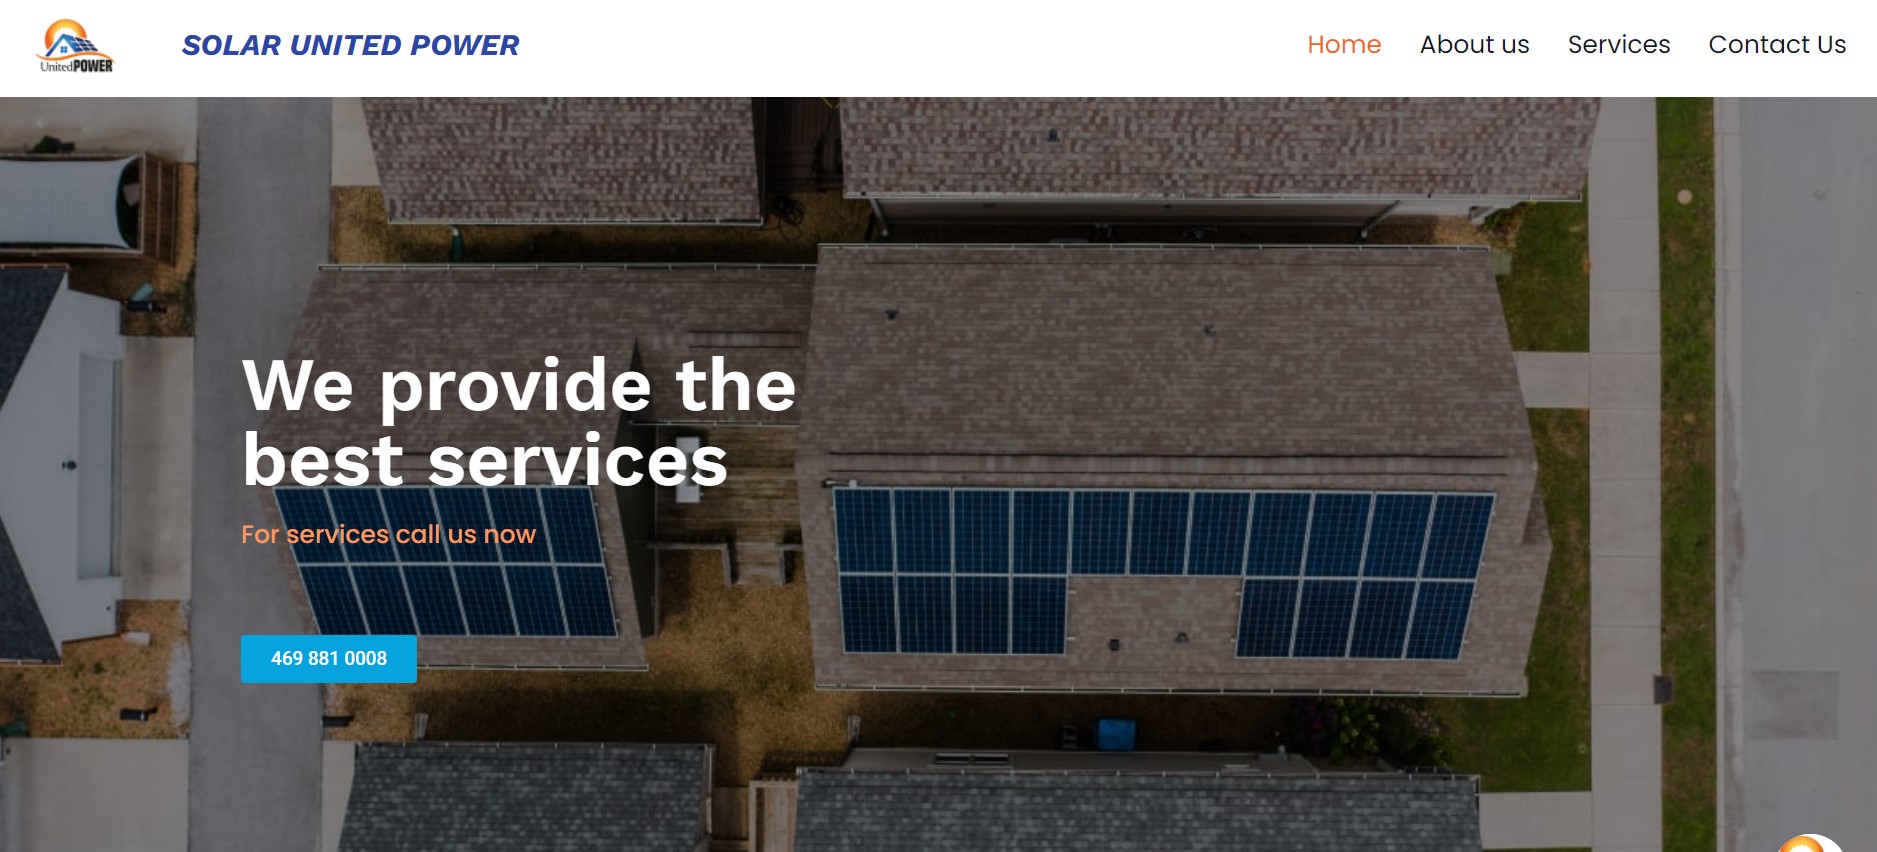 UnitedPOWER
SOLAR UNITED POWER
Home
About us
Services
Contact Us
We provide the
best services
For services call us now
469 881 0008